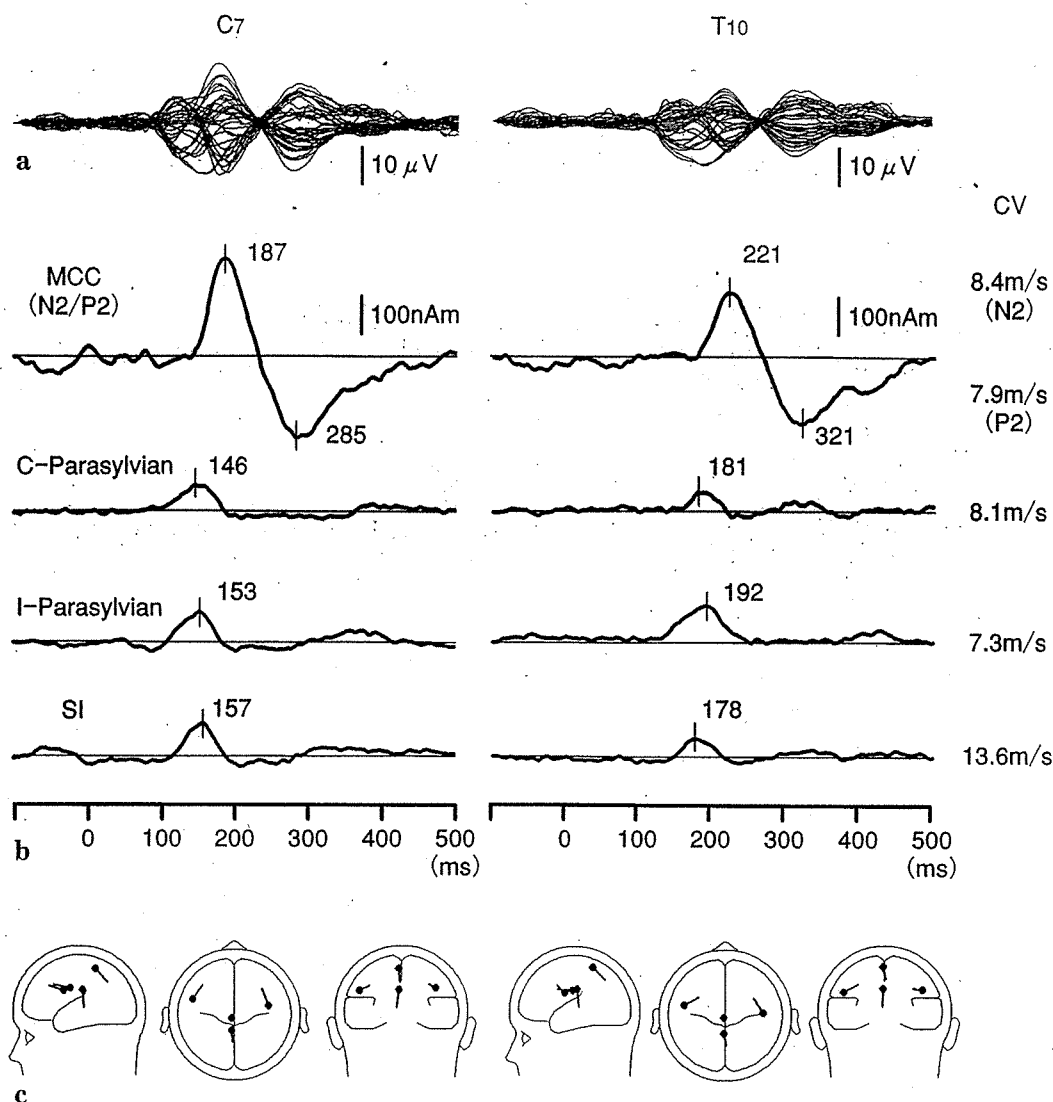 C7
T10
a
10 μV
10 μV
CV
MCC
(N2/P2)
187
285
100nAm
221
321
100nAm
8.4m/s
(N2)
7.9m/s
(P2)
C-Parasylvian
146
181
8.1m/s
I-Parasylvian
153
192
7.3m/s
SI
157
178
13.6m/s
0 100 200 300 400 500
(ms)
0 100 200 300 400 500
(ms)
b
c